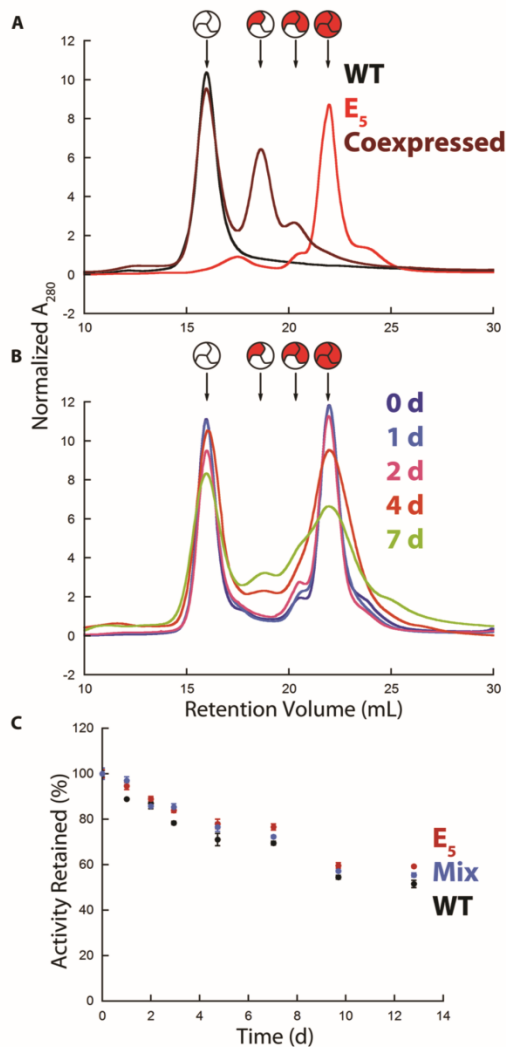 A
12
10
8
6
4
2
0
-2
10
15
20
25
30
WT
E5
Coexpressed
Normalized A280
B
12
10
8
6
4
2
0
-2
10
15
20
25
30
0 d
1 d
2 d
4 d
7 d
Retention Volume (mL)
C
120
100
80
60
40
20
0
0
2
4
6
8
10
12
14
E5
Mix
WT
Activity Retained (%)
Time (d)